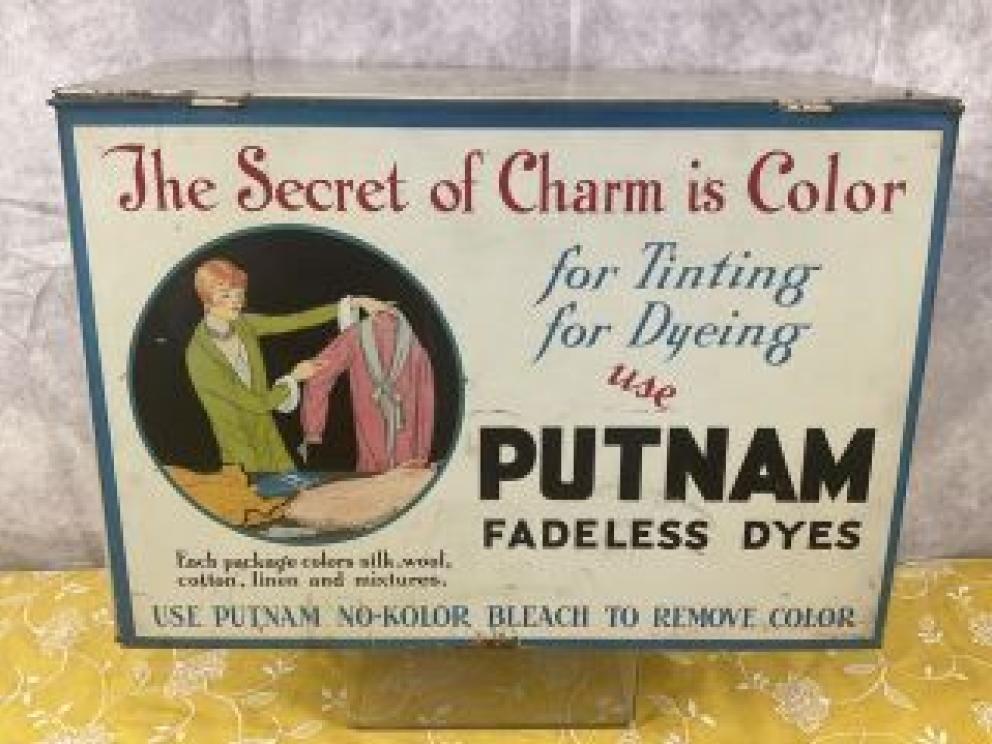 The Secret of Charm is Color
for Tinting
for Dyeing
use
PUTNAM
FADELESS DYES
Each package colors silk, wool,
cotton, linen and mixtures.
USE PUTNAM NO-KOLOR BLEACH TO REMOVE COLOR